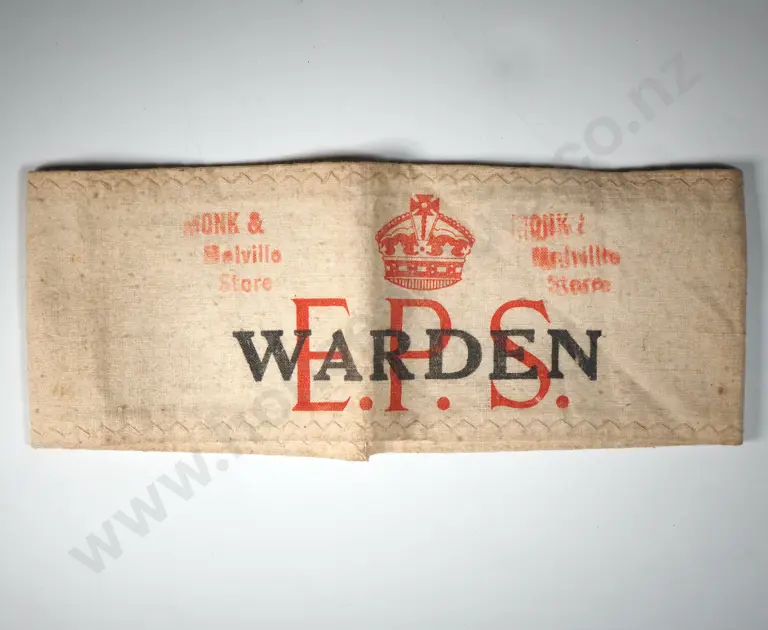 MONK &
Melville
Store
MONK &
Melville
Store
E.P.S.
WARDEN